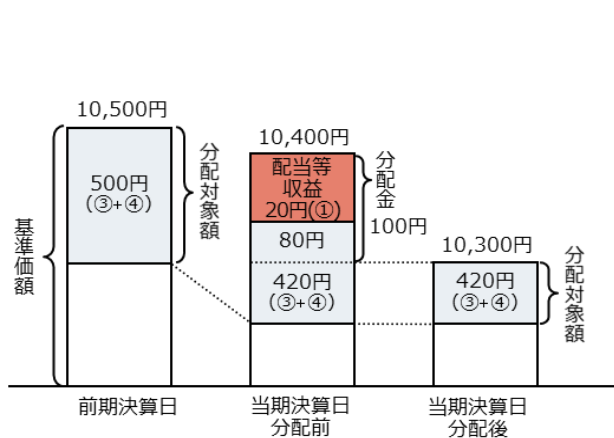 10,500円
500円
(③+④)
分配対象額
基準価額
前期決算日
10,400円
配当等
収益
20円(①)
80円
420円
(③+④)
分配金
100円
当期決算日
分配前
10,300円
420円
(③+④)
分配対象額
当期決算日
分配後